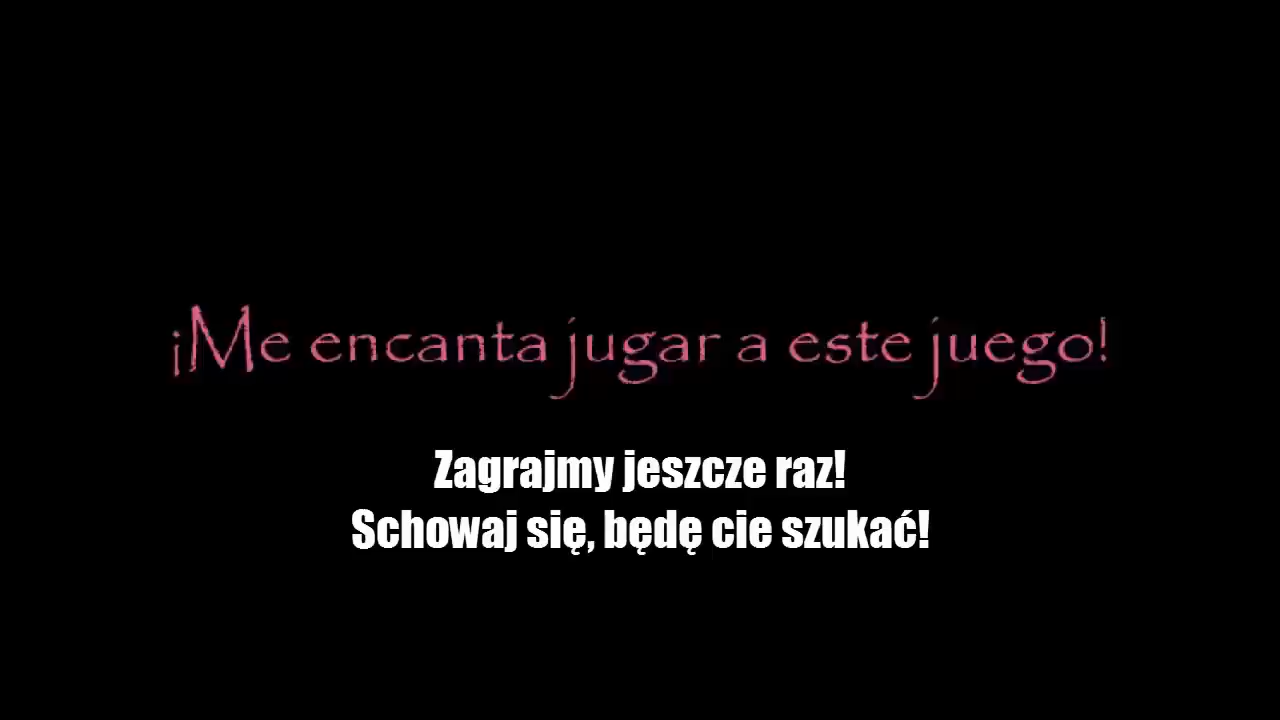 ¡Me encanta jugar a este juego!
Zagrajmy jeszcze raz!
Schowaj się, będę cie szukać!